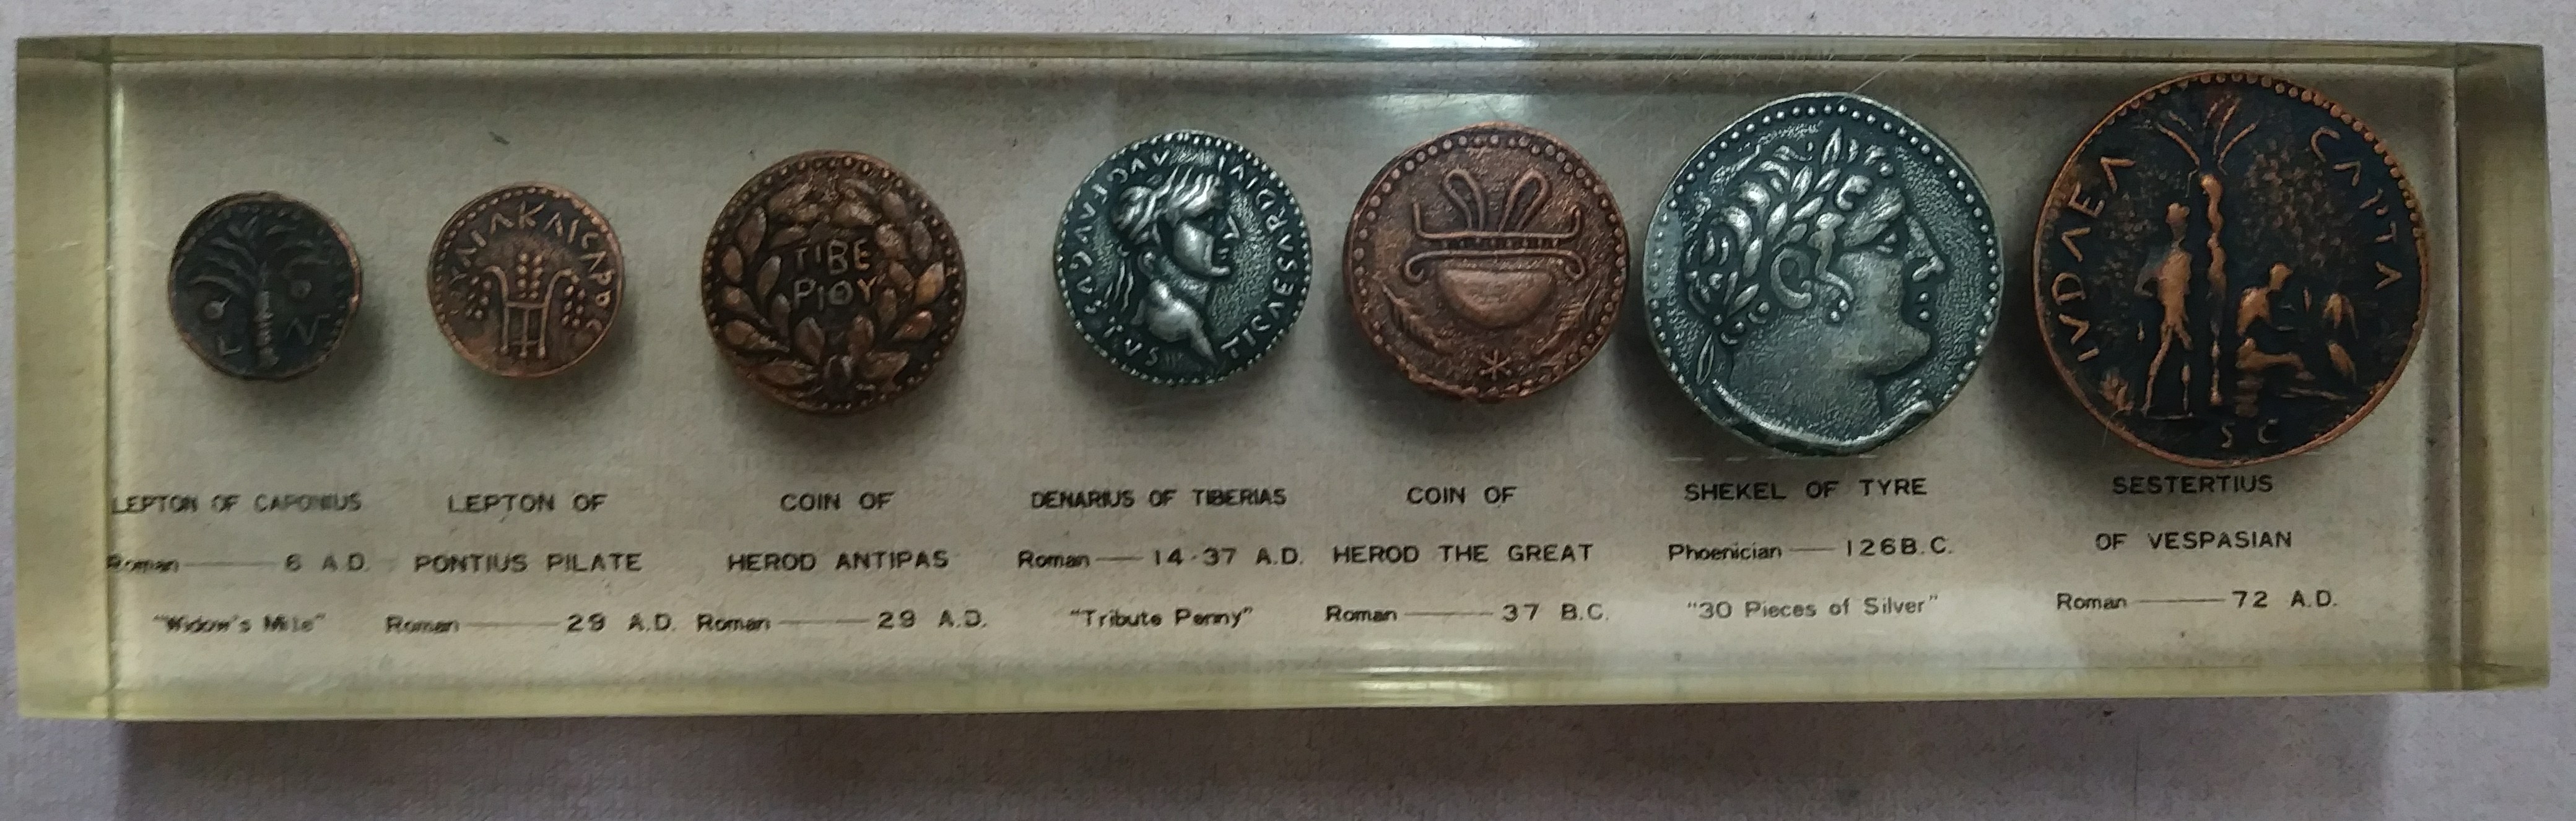 ΤΙΒΕ
ΡΙΟΥ
IVDAEA CAPTA
S C
LEPTON OF CAPONIUS
Roman 6 A.D.
"Widow's Mite"
LEPTON OF
PONTIUS PILATE
Roman 29 A.D.
COIN OF
HEROD ANTIPAS
Roman 29 A.D.
DENARIUS OF TIBERIAS
Roman 14-37 A.D.
"Tribute Penny"
COIN OF
HEROD THE GREAT
Roman 37 B.C.
SHEKEL OF TYRE
Phoenician 126B.C.
"30 Pieces of Silver"
SESTERTIUS
OF VESPASIAN
Roman 72 A.D.